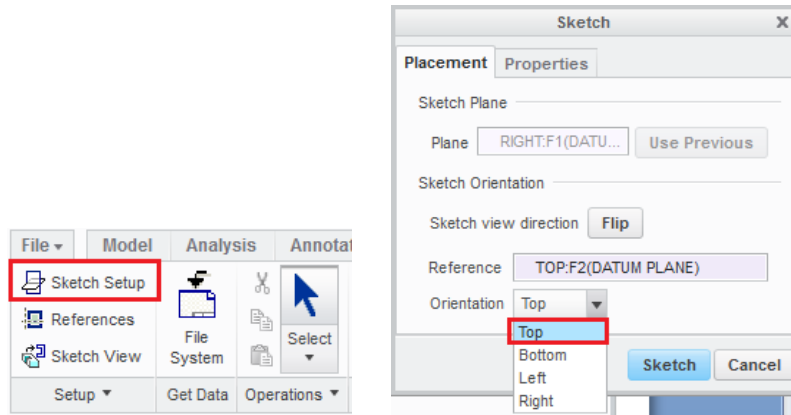 File
Model
Analysis
Annotat
Sketch Setup
References
Sketch View
File
System
Select
Setup
Get Data
Operations
Sketch
X
Placement
Properties
Sketch Plane
Plane
RIGHT:F1(DATU...
Use Previous
Sketch Orientation
Sketch view direction
Flip
Reference
TOP:F2(DATUM PLANE)
Orientation
Top
Top
Bottom
Left
Right
Sketch
Cancel